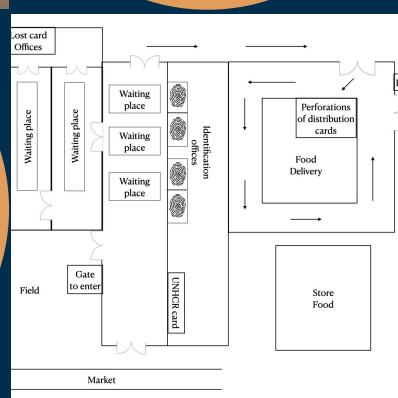 Lost card
Offices
Waiting place
Waiting place
Waiting
place
Waiting
place
Waiting
place
Identification
offices
Perforations
of distribution
cards
Food
Delivery
Gate
to enter
UNHCR card
Field
Store
Food
Market